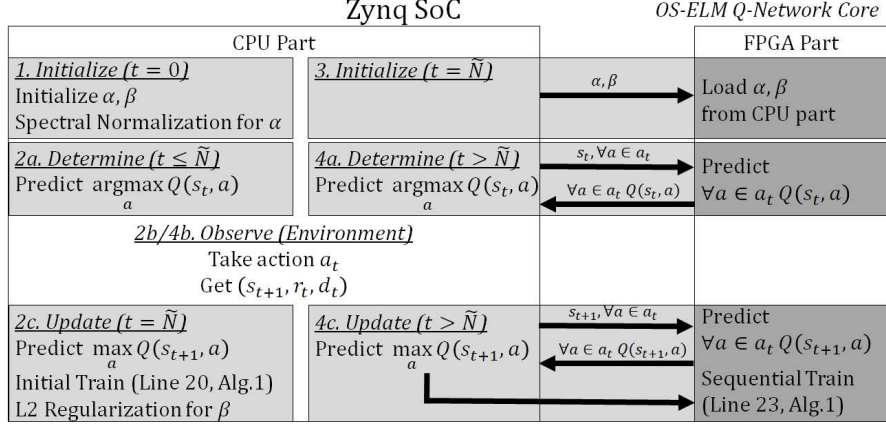 Zynq SoC
OS-ELM Q-Network Core
CPU Part
FPGA Part
1. Initialize (t = 0)
Initialize α, β
Spectral Normalization for α
3. Initialize (t = Ñ)
α, β
Load α, β
from CPU part
2a. Determine (t ≤ Ñ)
Predict argmax Q(s_t, a)
a
4a. Determine (t > Ñ)
Predict argmax Q(s_t, a)
a
s_t, ∀a ∈ a_t
∀a ∈ a_t Q(s_t, a)
Predict
∀a ∈ a_t Q(s_t, a)
2b/4b. Observe (Environment)
Take action a_t
Get (s_{t+1}, r_t, d_t)
2c. Update (t = Ñ)
Predict max Q(s_{t+1}, a)
a
Initial Train (Line 20, Alg.1)
L2 Regularization for β
4c. Update (t > Ñ)
Predict max Q(s_{t+1}, a)
a
s_{t+1}, ∀a ∈ a_t
∀a ∈ a_t Q(s_{t+1}, a)
Predict
∀a ∈ a_t Q(s_{t+1}, a)
Sequential Train
(Line 23, Alg.1)